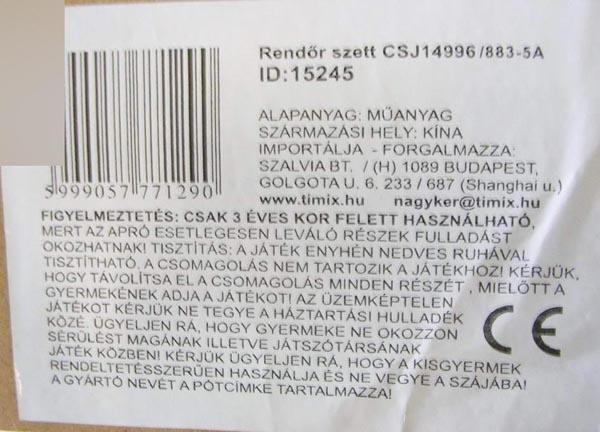 Rendőr szett CSJ14996/883-5A
ID:15245
ALAPANYAG: MŰANYAG
SZÁRMAZÁSI HELY: KÍNA
IMPORTÁLJA - FORGALMAZZA:
SZALVIA BT. / (H) 1089 BUDAPEST,
GOLGOTA U. 6. 233 / 687 (Shanghai u.)
www.timix.hu nagyker@timix.hu
5999057771290
FIGYELMEZTETÉS: CSAK 3 ÉVES KOR FELETT HASZNÁLHATÓ,
MERT AZ APRÓ ESETLEGESEN LEVÁLÓ RÉSZEK FULLADÁST
OKOZHATNAK! TISZTÍTÁS: A JÁTÉK ENYHÉN NEDVES RUHÁVAL
TISZTÍTHATÓ. A CSOMAGOLÁS NEM TARTOZIK A JÁTÉKHOZ! KÉRJÜK,
HOGY TÁVOLÍTSA EL A CSOMAGOLÁS MINDEN RÉSZÉT , MIELŐTT A
GYERMEKÉNEK ADJA A JÁTÉKOT! AZ ÜZEMKÉPTELEN
JÁTÉKOT KÉRJÜK NE TEGYE A HÁZTARTÁSI HULLADÉK
KÖZÉ. ÜGYELJEN RÁ, HOGY GYERMEKE NE OKOZZON
SÉRÜLÉST MAGÁNAK ILLETVE JÁTSZÓTÁRSÁNAK
JÁTÉK KÖZBEN! KÉRJÜK ÜGYELJEN RÁ, HOGY A KISGYERMEK
RENDELTETÉSSZERŰEN HASZNÁLJA ÉS NE VEGYE A SZÁJÁBA!
A GYÁRTÓ NEVÉT A PÓTCÍMKE TARTALMAZZA!
CE